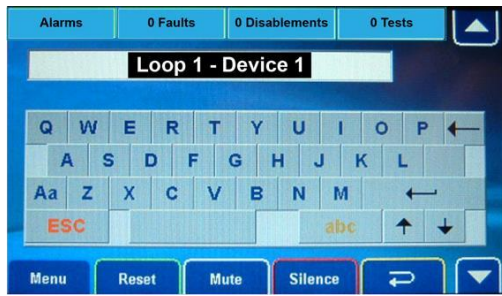 Alarms 0 Faults 0 Disablements 0 Tests
Loop 1 - Device 1
Q W E R T Y U I O P
A S D F G H J K L
Aa Z X C V B N M
ESC abc
Menu Reset Mute Silence